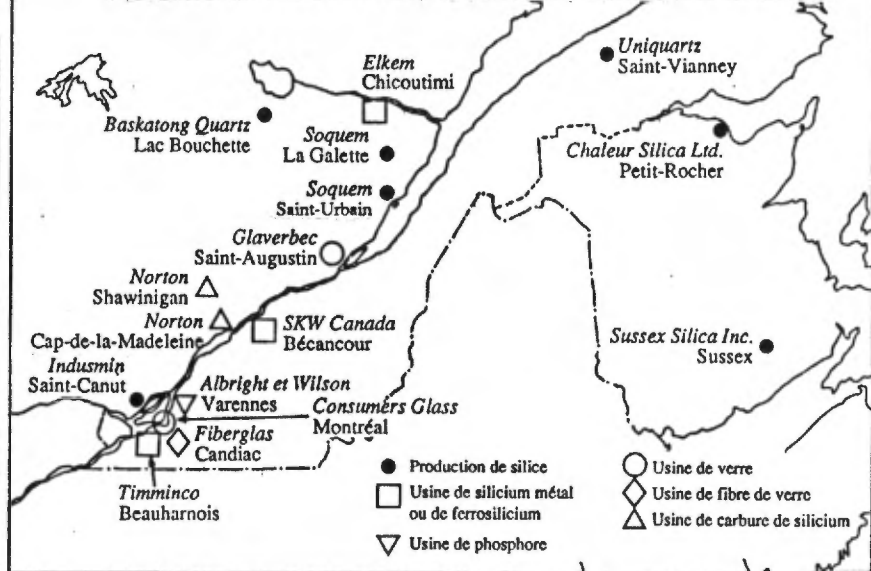 Elkem
Chicoutimi
Uniquartz
Saint-Vianney
Baskatong Quartz
Lac Bouchette
Soquem
La Galette
Chaleur Silica Ltd.
Petit-Rocher
Soquem
Saint-Urbain
Glaverbec
Saint-Augustin
Norton
Shawinigan
Norton
Cap-de-la-Madeleine
SKW Canada
Bécancour
Sussex Silica Inc.
Sussex
Indusmin
Saint-Canut
Albright et Wilson
Varennes
Consumers Glass
Montréal
Fiberglas
Candiac
Timminco
Beauharnois
Production de silice
Usine de silicium métal
ou de ferrosilicium
Usine de phosphore
Usine de verre
Usine de fibre de verre
Usine de carbure de silicium